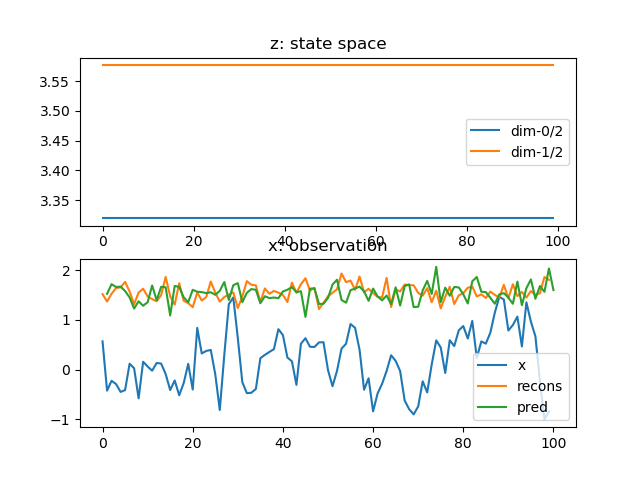 z: state space
3.55
3.50
3.45
3.40
3.35
dim-0/2
dim-1/2
0 20 40 60 80 100
x: observation
2
1
0
−1
x
recons
pred
0 20 40 60 80 100